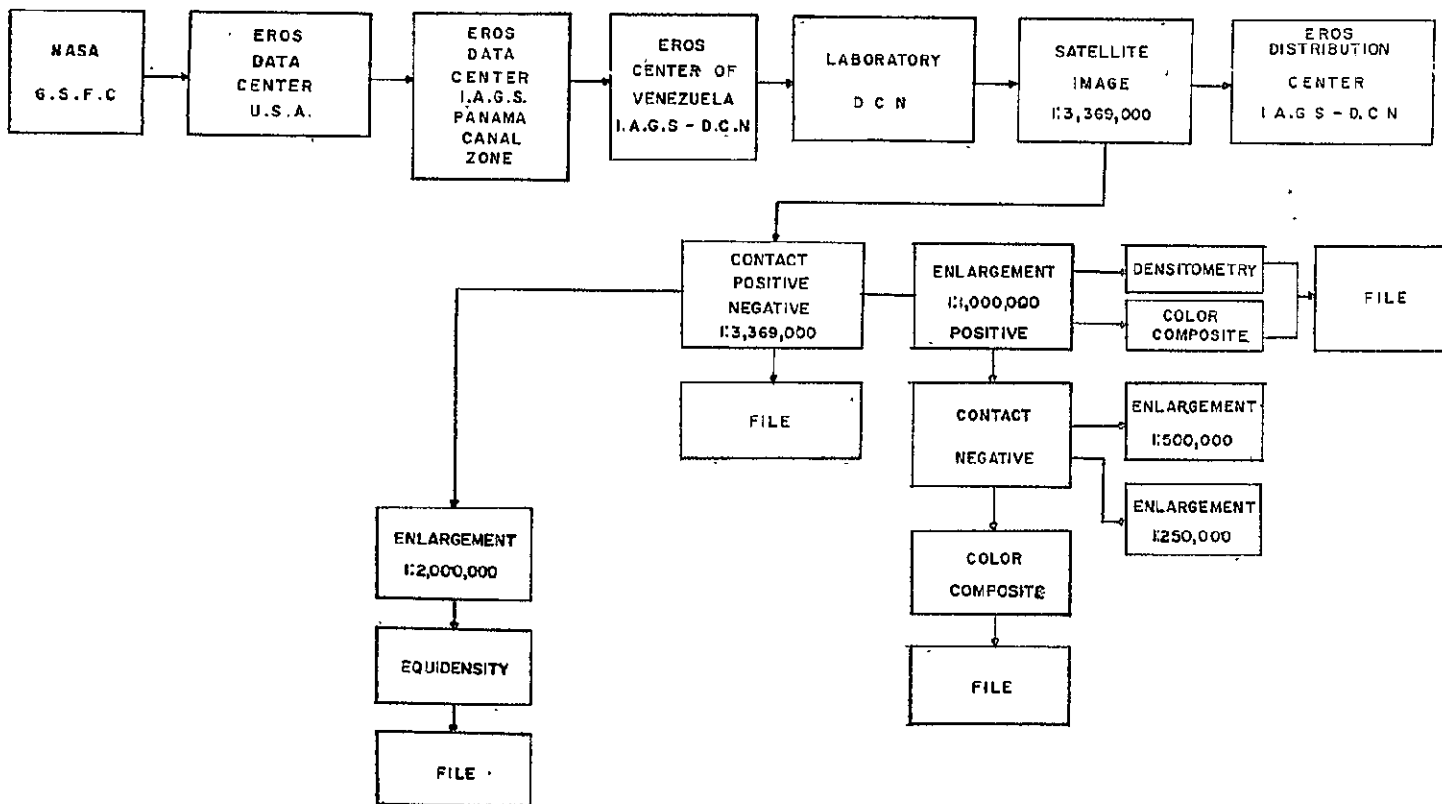 NASA
G.S.F.C
EROS
DATA
CENTER
U.S.A.
EROS
DATA
CENTER
I.A.G.S.
PANAMA
CANAL
ZONE
EROS
CENTER OF
VENEZUELA
I.A.G.S - D.C.N
LABORATORY
D C N
SATELLITE
IMAGE
1:3,369,000
EROS
DISTRIBUTION
CENTER
I.A.G S - D.C N
CONTACT
POSITIVE
NEGATIVE
1:3,369,000
FILE
ENLARGEMENT
1:1,000,000
POSITIVE
DENSITOMETRY
COLOR
COMPOSITE
FILE
CONTACT
NEGATIVE
ENLARGEMENT
1:500,000
ENLARGEMENT
1:250,000
COLOR
COMPOSITE
FILE
ENLARGEMENT
1:2,000,000
EQUIDENSITY
FILE